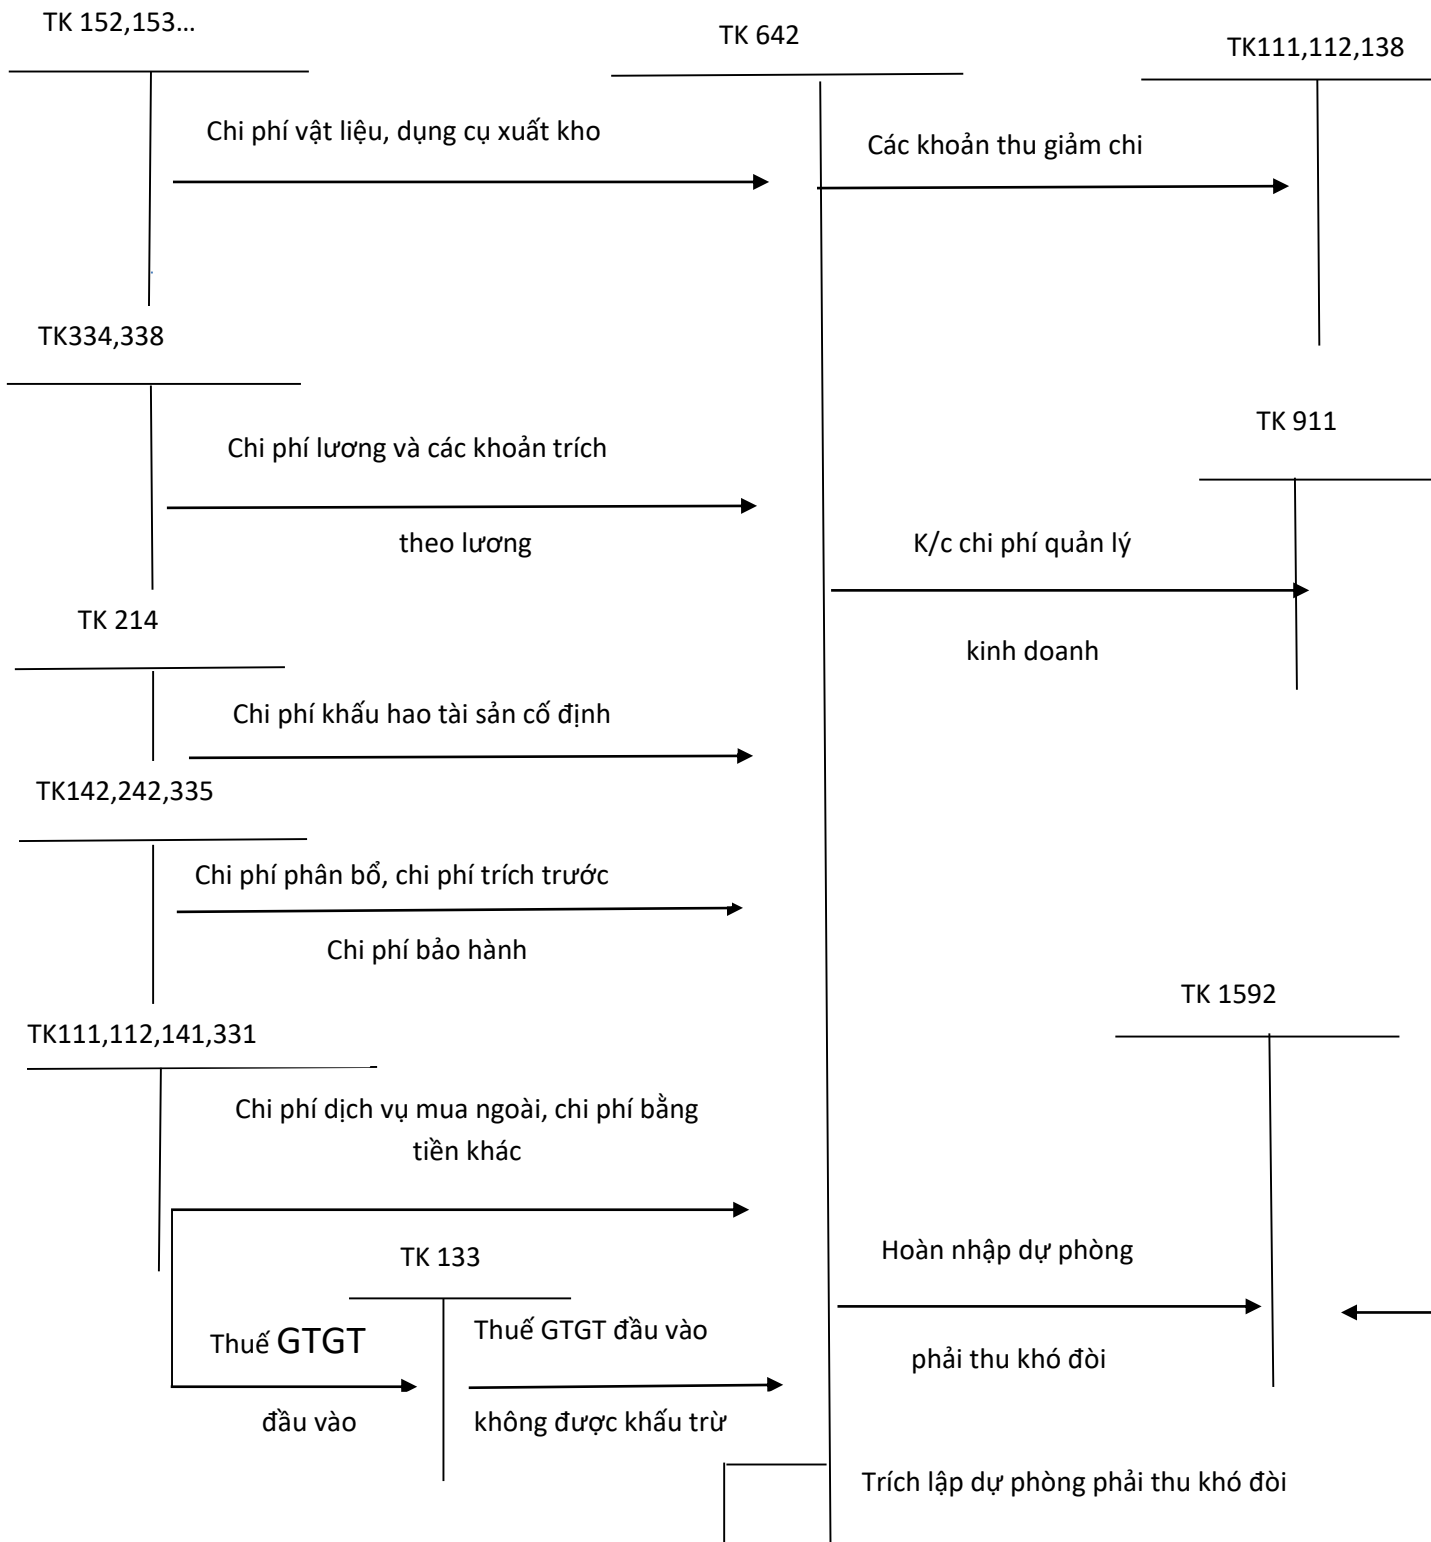 TK 152,153...
TK 642
TK111,112,138
Chi phí vật liệu, dụng cụ xuất kho
Các khoản thu giảm chi
TK334,338
TK 911
Chi phí lương và các khoản trích
theo lương
K/c chi phí quản lý
kinh doanh
TK 214
Chi phí khấu hao tài sản cố định
TK142,242,335
Chi phí phân bổ, chi phí trích trước
Chi phí bảo hành
TK 1592
TK111,112,141,331
Chi phí dịch vụ mua ngoài, chi phí bằng
tiền khác
TK 133
Hoàn nhập dự phòng
phải thu khó đòi
Thuế GTGT
đầu vào
Thuế GTGT đầu vào
không được khấu trừ
Trích lập dự phòng phải thu khó đòi